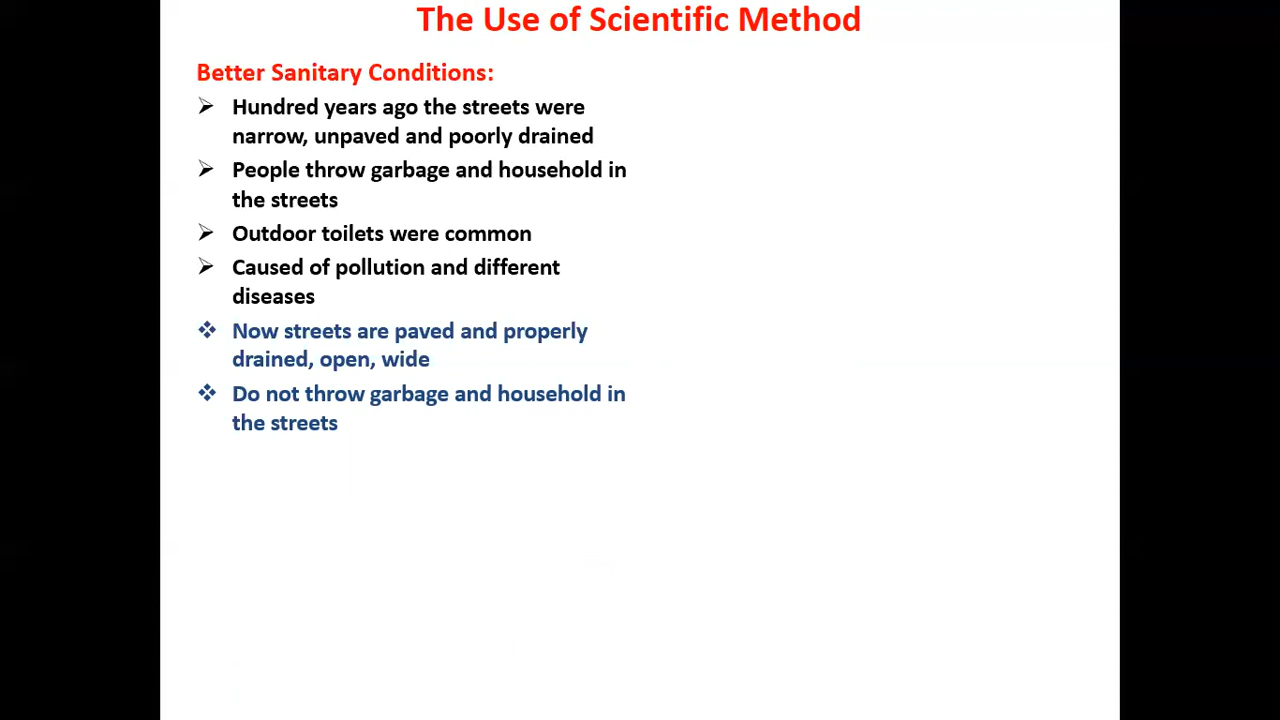 The Use of Scientific Method
Better Sanitary Conditions:
Hundred years ago the streets were
narrow, unpaved and poorly drained
People throw garbage and household in
the streets
Outdoor toilets were common
Caused of pollution and different
diseases
Now streets are paved and properly
drained, open, wide
Do not throw garbage and household in
the streets